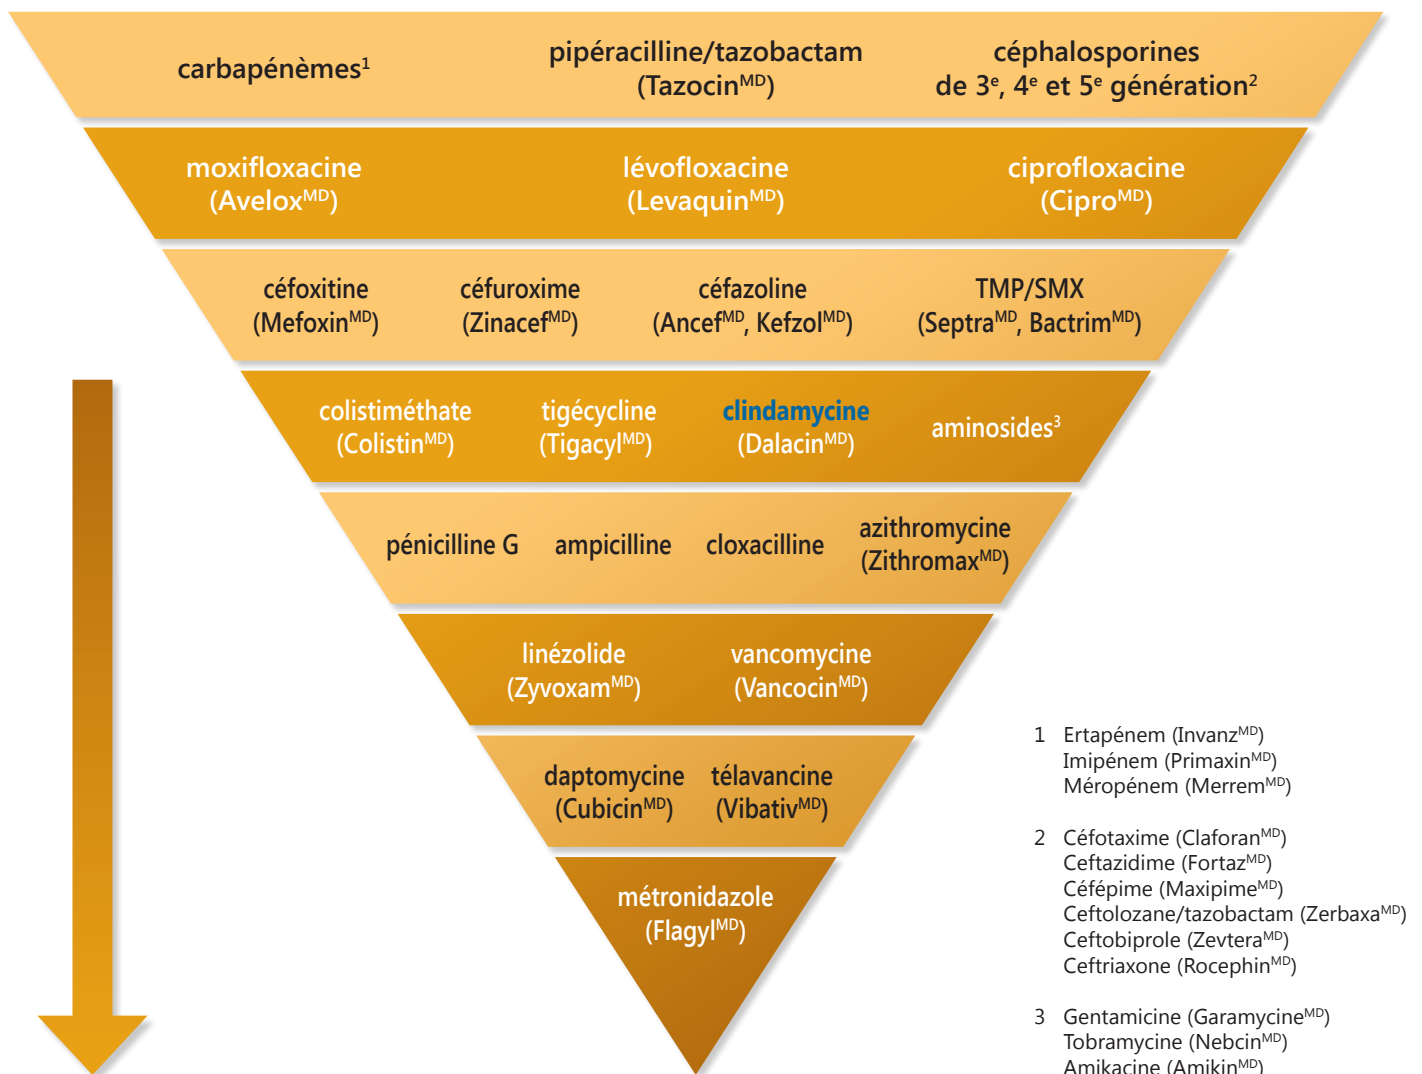 carbapénèmes¹
pipéracilline/tazobactam
(Tazocinᴹᴰ)
céphalosporines
de 3ᵉ, 4ᵉ et 5ᵉ génération²
moxifloxacine
(Aveloxᴹᴰ)
lévofloxacine
(Levaquinᴹᴰ)
ciprofloxacine
(Ciproᴹᴰ)
céfoxitine
(Mefoxinᴹᴰ)
céfuroxime
(Zinacefᴹᴰ)
céfazoline
(Ancefᴹᴰ, Kefzolᴹᴰ)
TMP/SMX
(Septraᴹᴰ, Bactrimᴹᴰ)
colistiméthate
(Colistinᴹᴰ)
tigécycline
(Tigacylᴹᴰ)
clindamycine
(Dalacinᴹᴰ)
aminosides³
pénicilline G
ampicilline
cloxacilline
azithromycine
(Zithromaxᴹᴰ)
linézolide
(Zyvoxamᴹᴰ)
vancomycine
(Vancocinᴹᴰ)
daptomycine
(Cubicinᴹᴰ)
télavancine
(Vibativᴹᴰ)
métronidazole
(Flagylᴹᴰ)
1 Ertapénem (Invanzᴹᴰ)
Imipénem (Primaxinᴹᴰ)
Méropénem (Merremᴹᴰ)
2 Céfotaxime (Claforanᴹᴰ)
Ceftazidime (Fortazᴹᴰ)
Céfépime (Maxipimeᴹᴰ)
Ceftolozane/tazobactam (Zerbaxaᴹᴰ)
Ceftobiprole (Zevteraᴹᴰ)
Ceftriaxone (Rocephinᴹᴰ)
3 Gentamicine (Garamycineᴹᴰ)
Tobramycine (Nebcinᴹᴰ)
Amikacine (Amikinᴹᴰ)